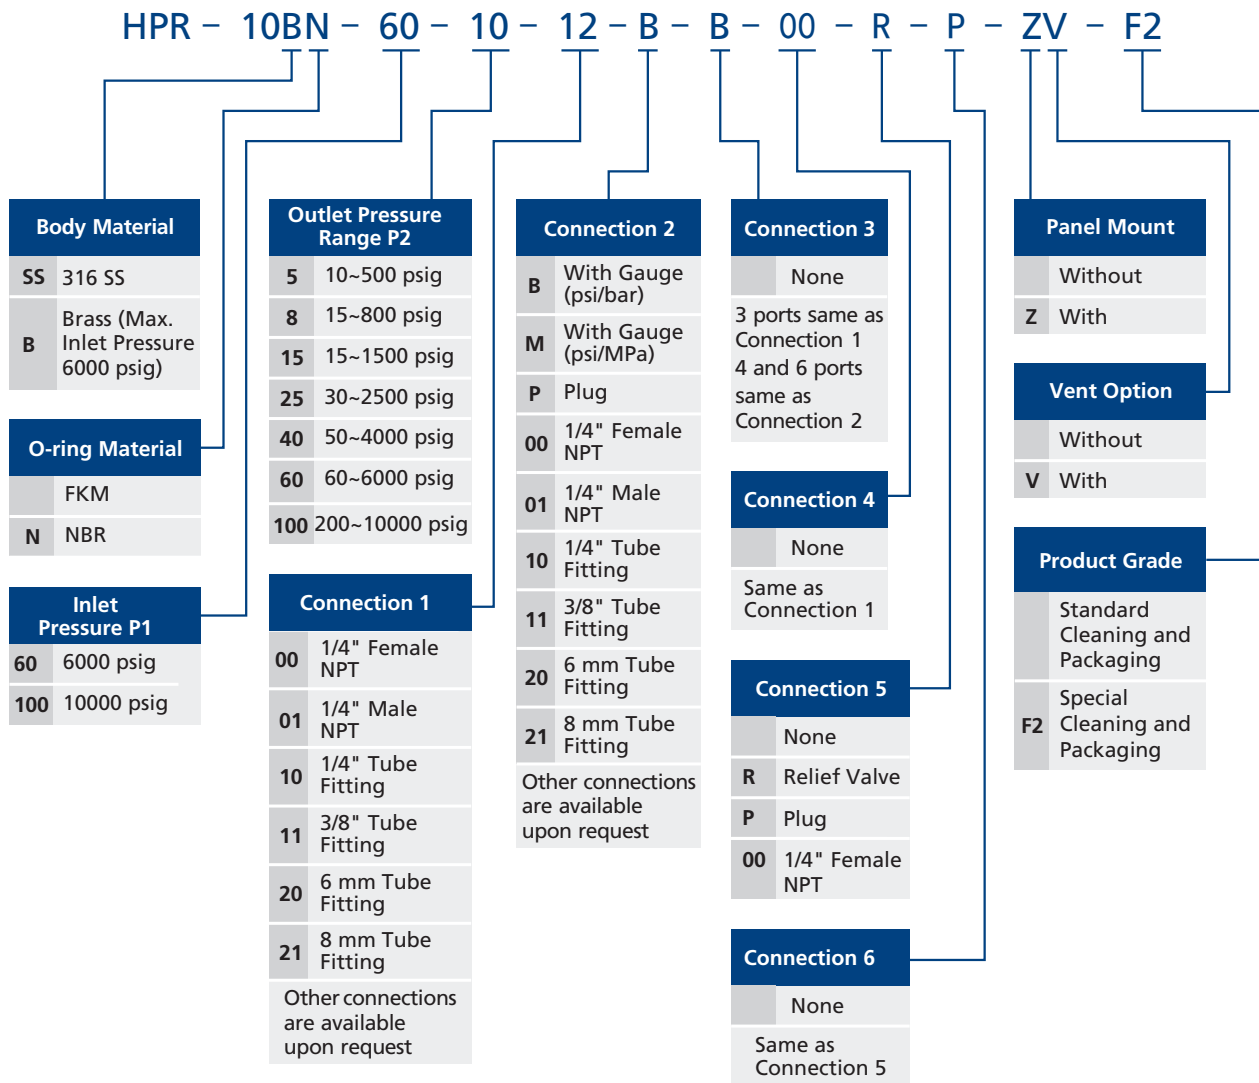 HPR - 10BN - 60 - 10 - 12 - B - B - 00 - R - P - ZV - F2
Body Material
SS 316 SS
B Brass (Max.
Inlet Pressure
6000 psig)
O-ring Material
FKM
N NBR
Inlet
Pressure P1
60 6000 psig
100 10000 psig
Outlet Pressure
Range P2
5 10~500 psig
8 15~800 psig
15 15~1500 psig
25 30~2500 psig
40 50~4000 psig
60 60~6000 psig
100 200~10000 psig
Connection 1
00 1/4" Female
NPT
01 1/4" Male
NPT
10 1/4" Tube
Fitting
11 3/8" Tube
Fitting
20 6 mm Tube
Fitting
21 8 mm Tube
Fitting
Other connections
are available
upon request
Connection 2
B With Gauge
(psi/bar)
M With Gauge
(psi/MPa)
P Plug
00 1/4" Female
NPT
01 1/4" Male
NPT
10 1/4" Tube
Fitting
11 3/8" Tube
Fitting
20 6 mm Tube
Fitting
21 8 mm Tube
Fitting
Other connections
are available
upon request
Connection 3
None
3 ports same as
Connection 1
4 and 6 ports
same as
Connection 2
Connection 4
None
Same as
Connection 1
Connection 5
None
R Relief Valve
P Plug
00 1/4" Female
NPT
Connection 6
None
Same as
Connection 5
Panel Mount
Without
Z With
Vent Option
Without
V With
Product Grade
Standard
Cleaning and
Packaging
F2 Special
Cleaning and
Packaging